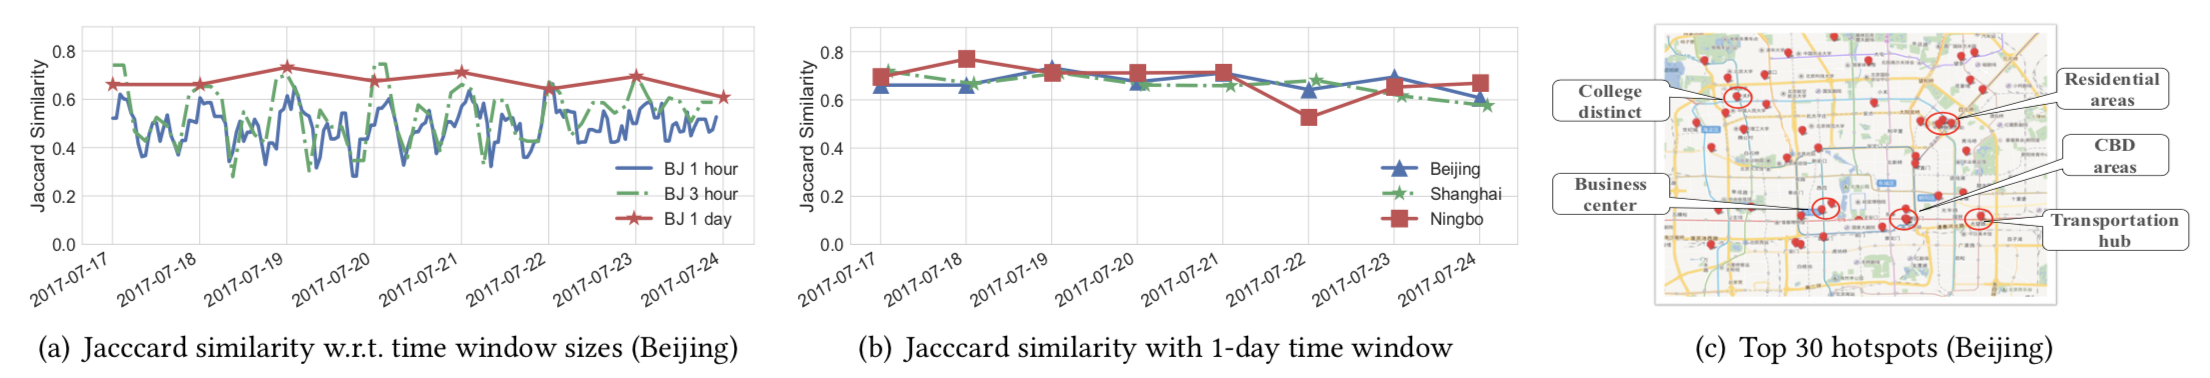 Jaccard Similarity
0.8
0.6
0.4
0.2
0.0
BJ 1 hour
BJ 3 hour
BJ 1 day
2017-07-17
2017-07-18
2017-07-19
2017-07-20
2017-07-21
2017-07-22
2017-07-23
2017-07-24
(a) Jacccard similarity w.r.t. time window sizes (Beijing)
Jaccard Similarity
0.8
0.6
0.4
0.2
0.0
Beijing
Shanghai
Ningbo
2017-07-17
2017-07-18
2017-07-19
2017-07-20
2017-07-21
2017-07-22
2017-07-23
2017-07-24
(b) Jacccard similarity with 1-day time window
College
distinct
Business
center
Residential
areas
CBD
areas
Transportation
hub
(c) Top 30 hotspots (Beijing)